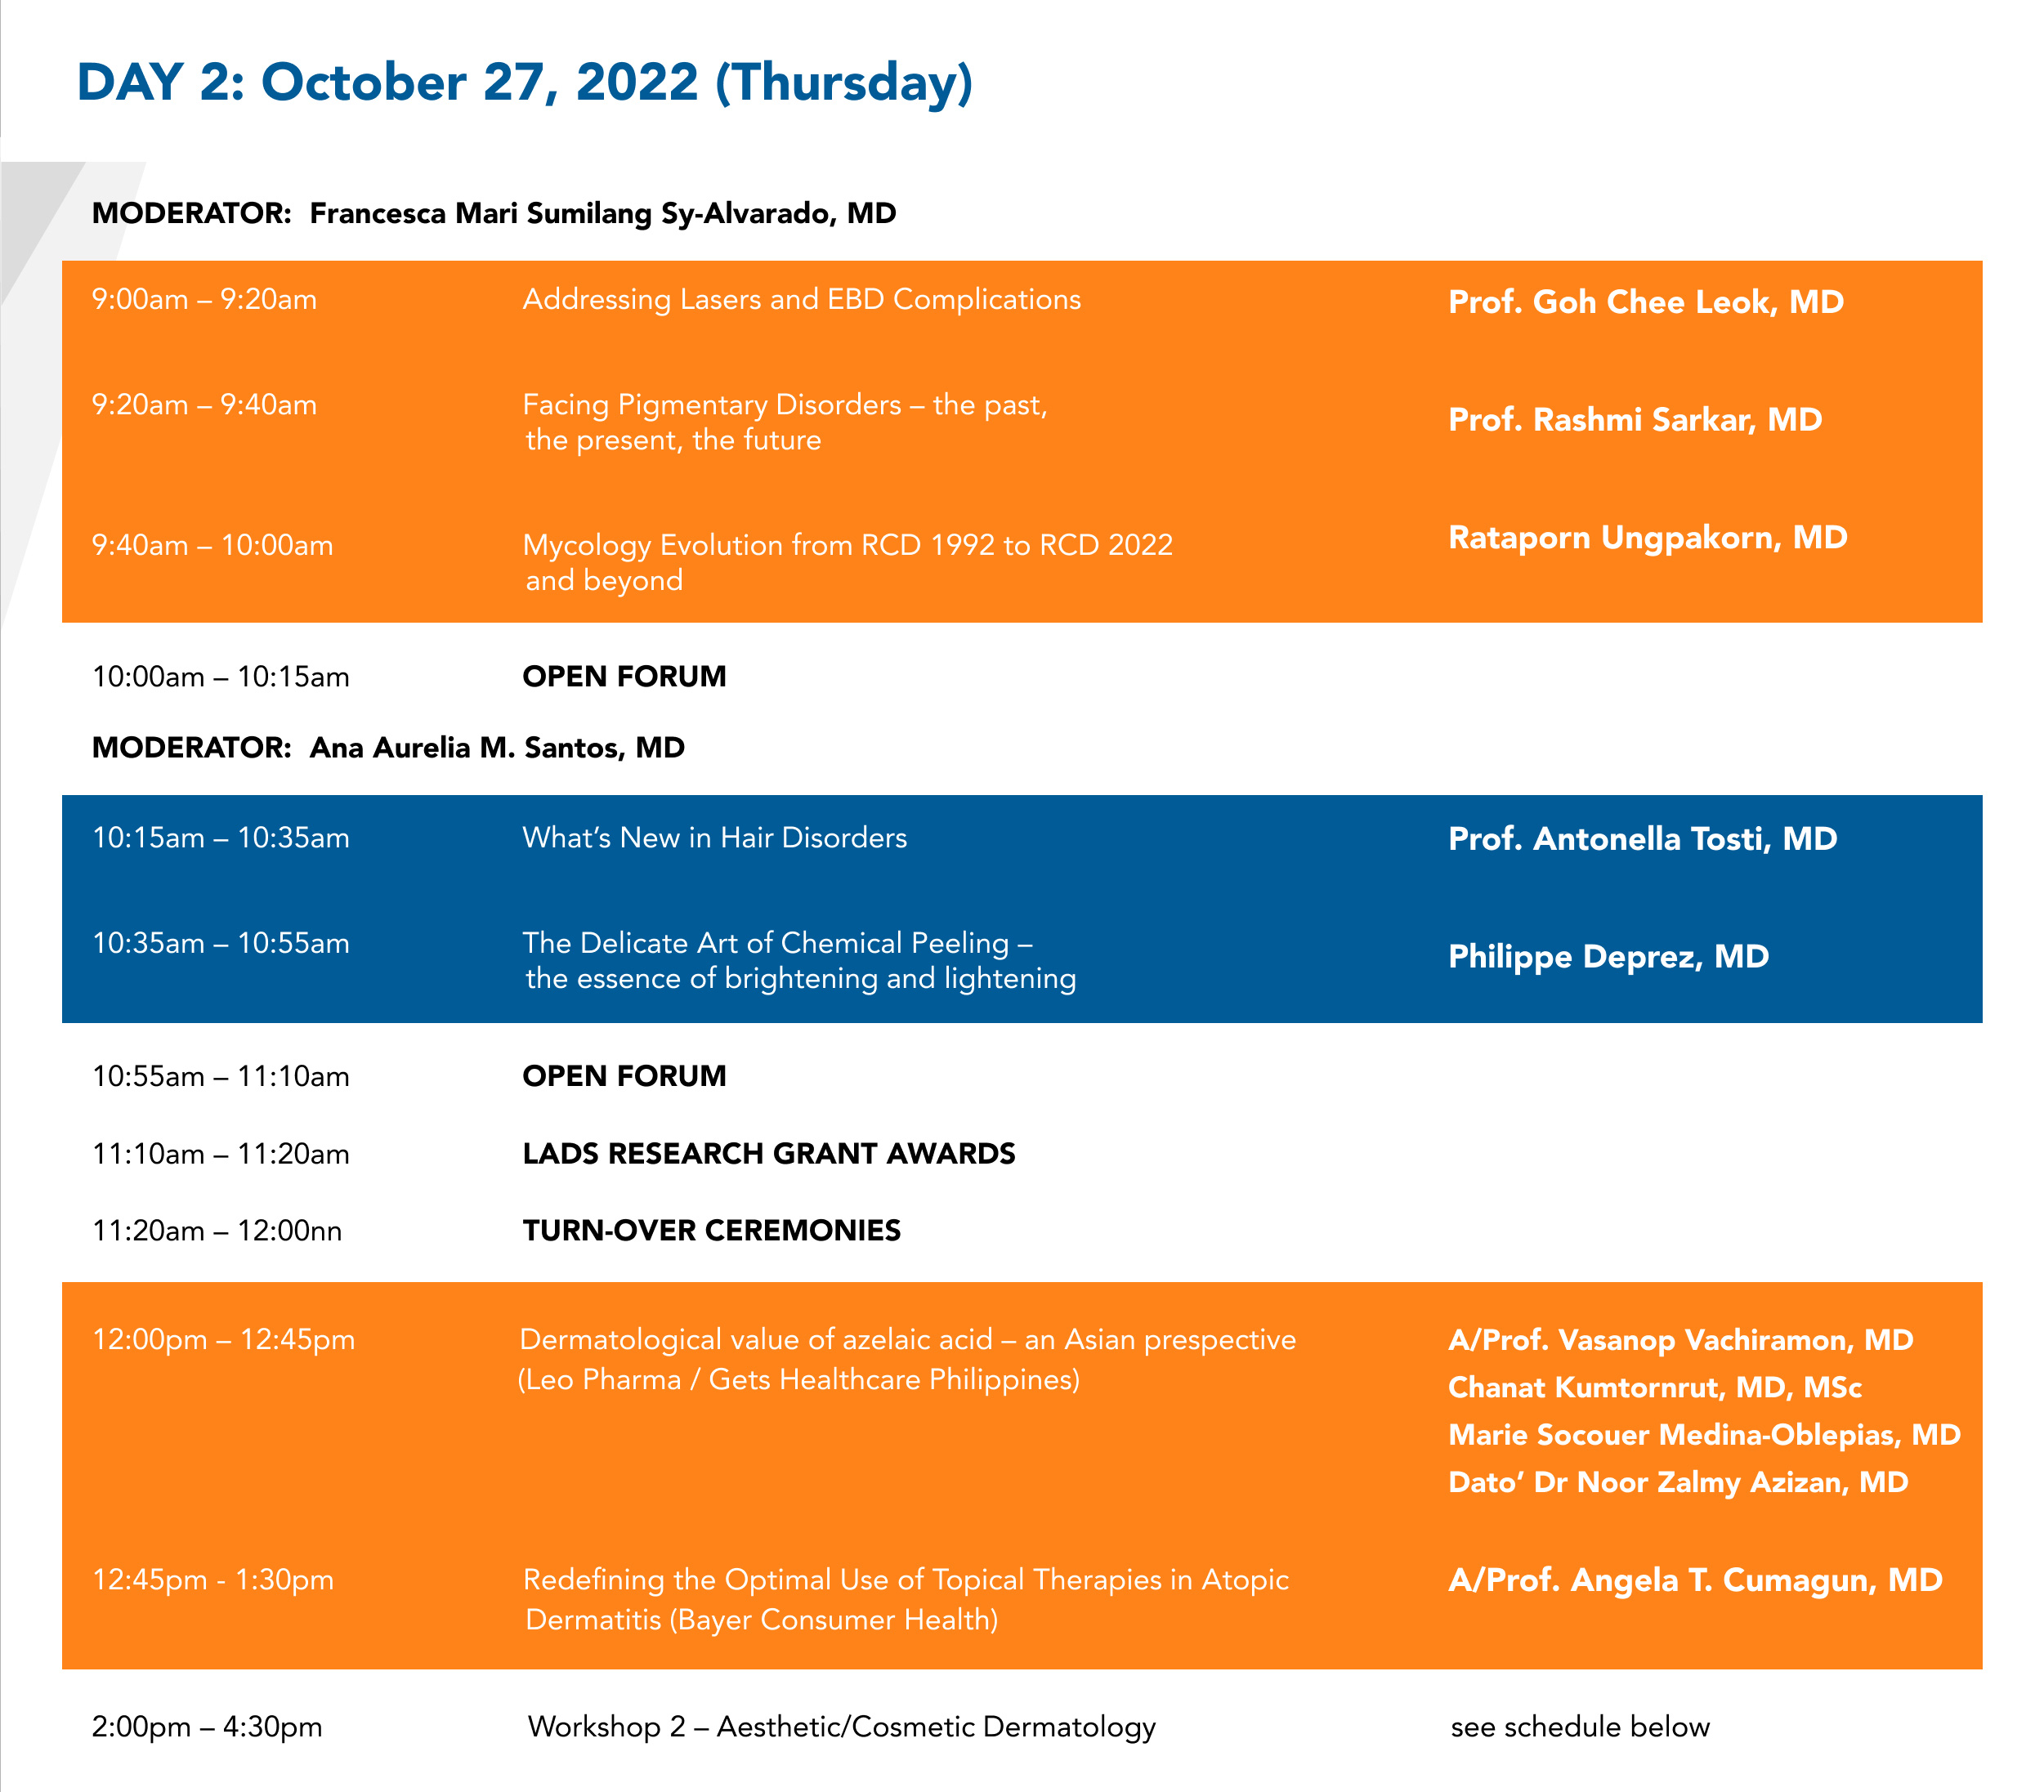 DAY 2: October 27, 2022 (Thursday)
MODERATOR: Francesca Mari Sumilang Sy-Alvarado, MD
9:00am – 9:20am Addressing Lasers and EBD Complications Prof. Goh Chee Leok, MD
9:20am – 9:40am Facing Pigmentary Disorders – the past, Prof. Rashmi Sarkar, MD
the present, the future
9:40am – 10:00am Mycology Evolution from RCD 1992 to RCD 2022 Rataporn Ungpakorn, MD
and beyond
10:00am – 10:15am OPEN FORUM
MODERATOR: Ana Aurelia M. Santos, MD
10:15am – 10:35am What’s New in Hair Disorders Prof. Antonella Tosti, MD
10:35am – 10:55am The Delicate Art of Chemical Peeling – Philippe Deprez, MD
the essence of brightening and lightening
10:55am – 11:10am OPEN FORUM
11:10am – 11:20am LADS RESEARCH GRANT AWARDS
11:20am – 12:00nn TURN-OVER CEREMONIES
12:00pm – 12:45pm Dermatological value of azelaic acid – an Asian prespective A/Prof. Vasanop Vachiramon, MD
(Leo Pharma / Gets Healthcare Philippines) Chanat Kumtornrut, MD, MSc
Marie Socouer Medina-Oblepias, MD
Dato’ Dr Noor Zalmy Azizan, MD
12:45pm - 1:30pm Redefining the Optimal Use of Topical Therapies in Atopic A/Prof. Angela T. Cumagun, MD
Dermatitis (Bayer Consumer Health)
2:00pm – 4:30pm Workshop 2 – Aesthetic/Cosmetic Dermatology see schedule below